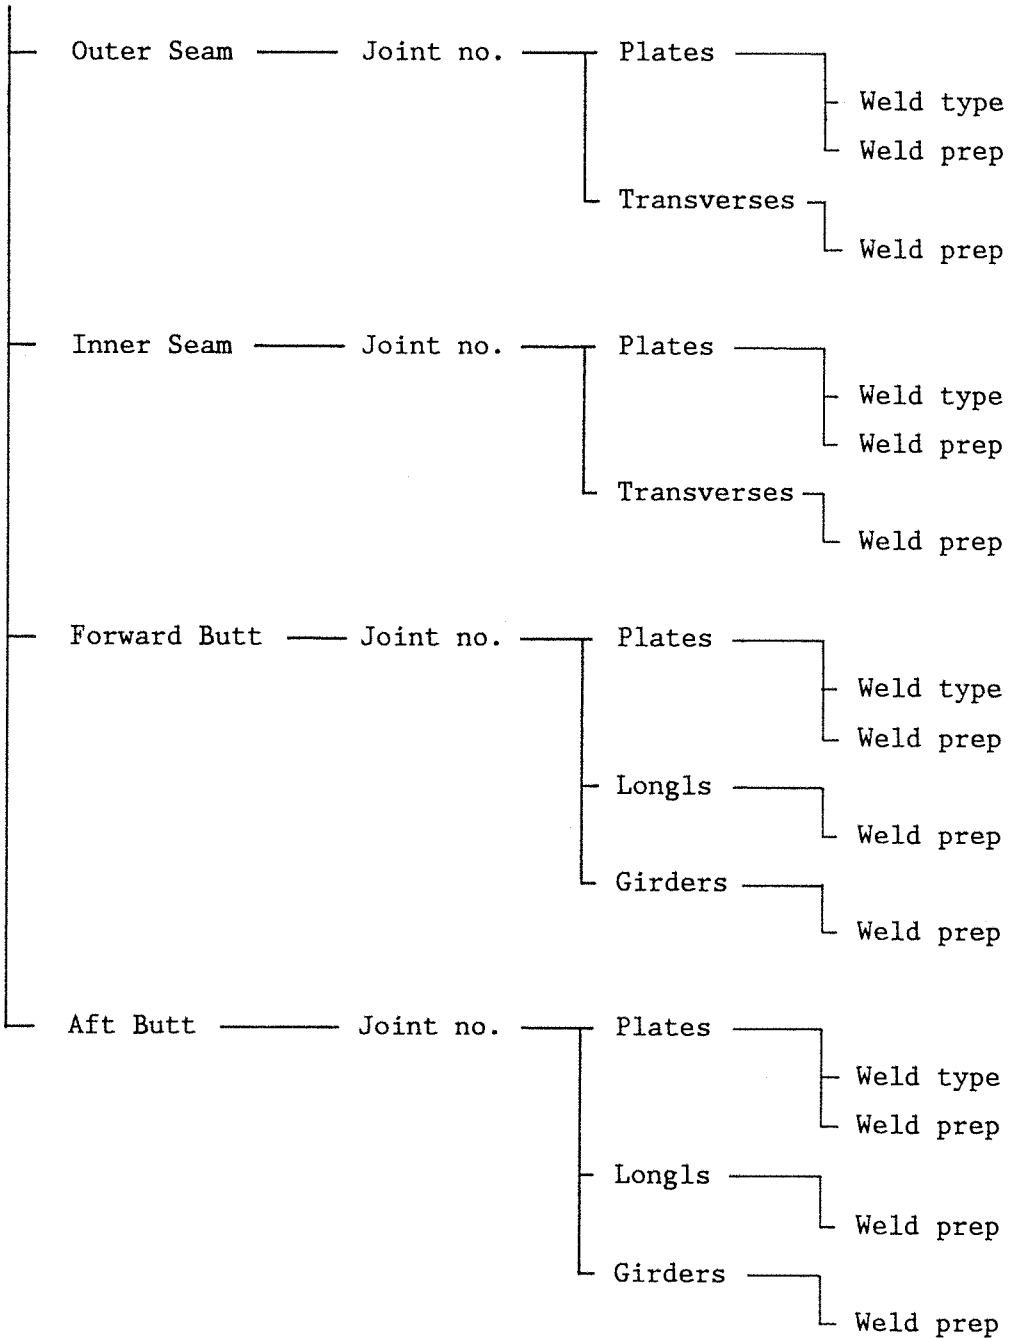 Outer Seam Joint no. Plates
Weld type
Weld prep
Transverses
Weld prep
Inner Seam Joint no. Plates
Weld type
Weld prep
Transverses
Weld prep
Forward Butt Joint no. Plates
Weld type
Weld prep
Longls
Weld prep
Girders
Weld prep
Aft Butt Joint no. Plates
Weld type
Weld prep
Longls
Weld prep
Girders
Weld prep